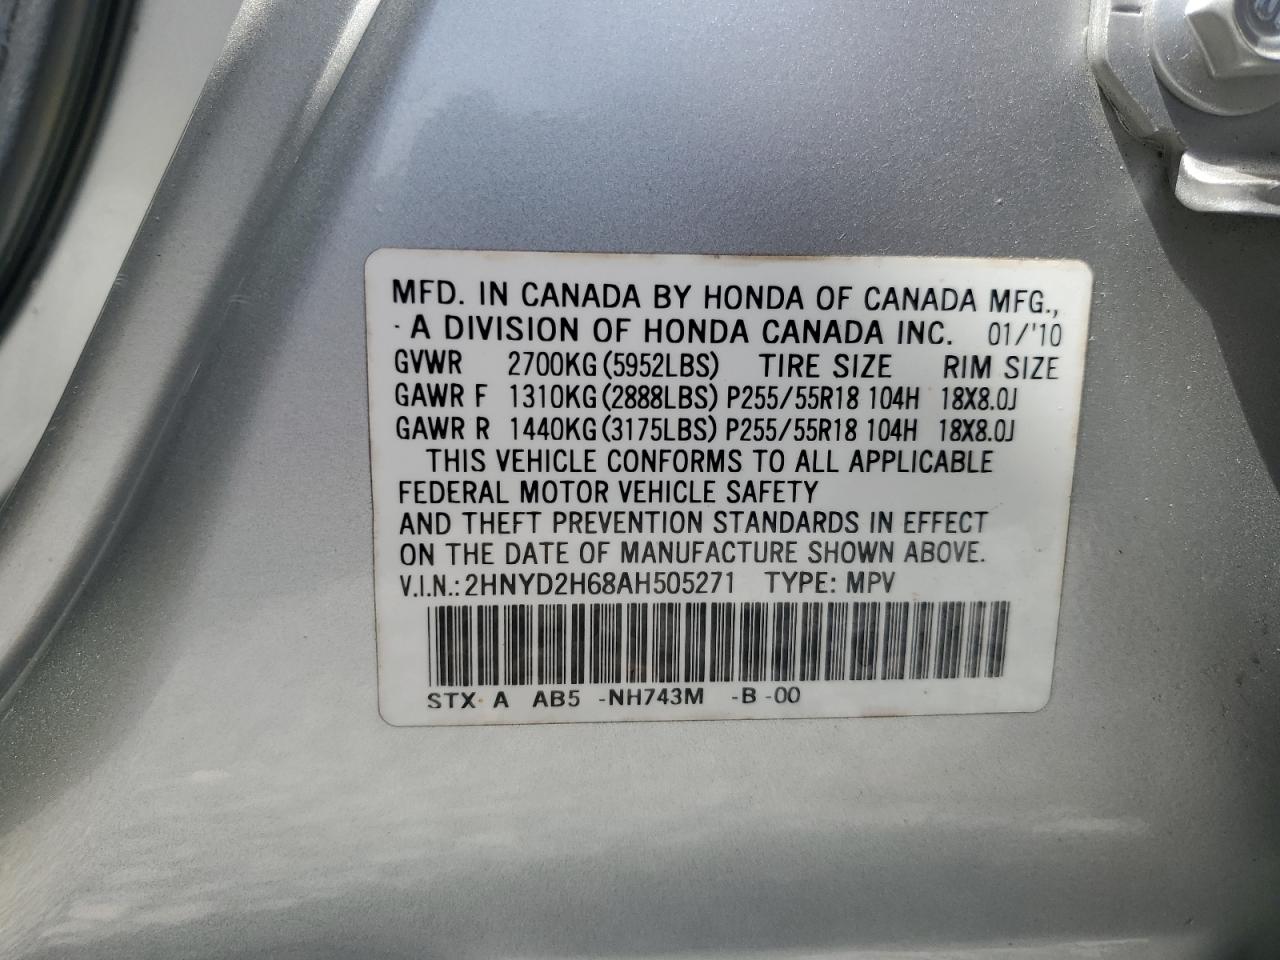 MFD. IN CANADA BY HONDA OF CANADA MFG.,
A DIVISION OF HONDA CANADA INC. 01/'10
GVWR 2700KG(5952LBS) TIRE SIZE RIM SIZE
GAWR F 1310KG(2888LBS) P255/55R18 104H 18X8.0J
GAWR R 1440KG(3175LBS) P255/55R18 104H 18X8.0J
THIS VEHICLE CONFORMS TO ALL APPLICABLE
FEDERAL MOTOR VEHICLE SAFETY
AND THEFT PREVENTION STANDARDS IN EFFECT
ON THE DATE OF MANUFACTURE SHOWN ABOVE.
V.I.N.: 2HNYD2H68AH505271 TYPE: MPV
STX A AB5 -NH743M -B -00